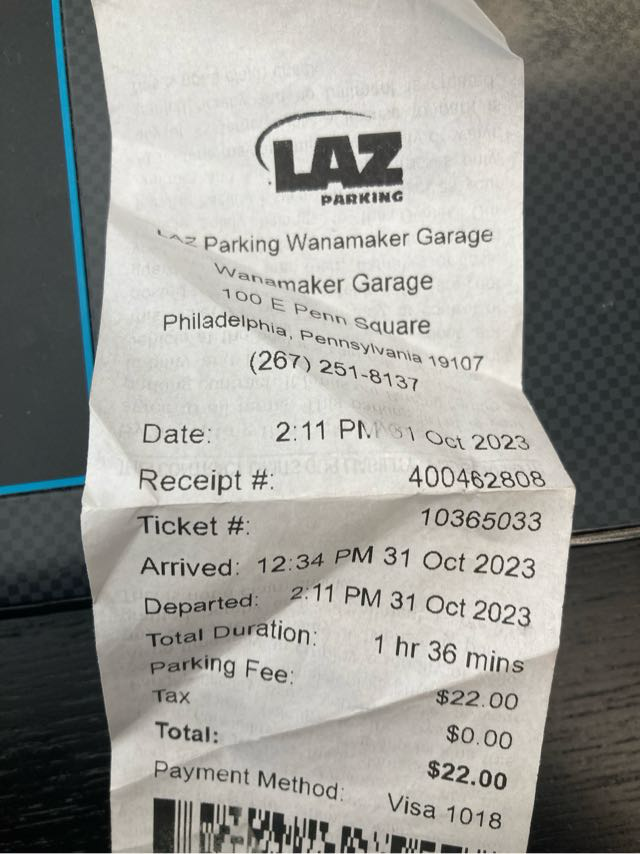 LAZ
PARKING
LAZ Parking Wanamaker Garage
Wanamaker Garage
100 E Penn Square
Philadelphia, Pennsylvania 19107
(267) 251-8137
Date: 2:11 PM 31 Oct 2023
Receipt #: 400462808
Ticket #: 10365033
Arrived: 12:34 PM 31 Oct 2023
Departed: 2:11 PM 31 Oct 2023
Total Duration: 1 hr 36 mins
Parking Fee: $22.00
Tax $0.00
Total: $22.00
Payment Method: Visa 1018